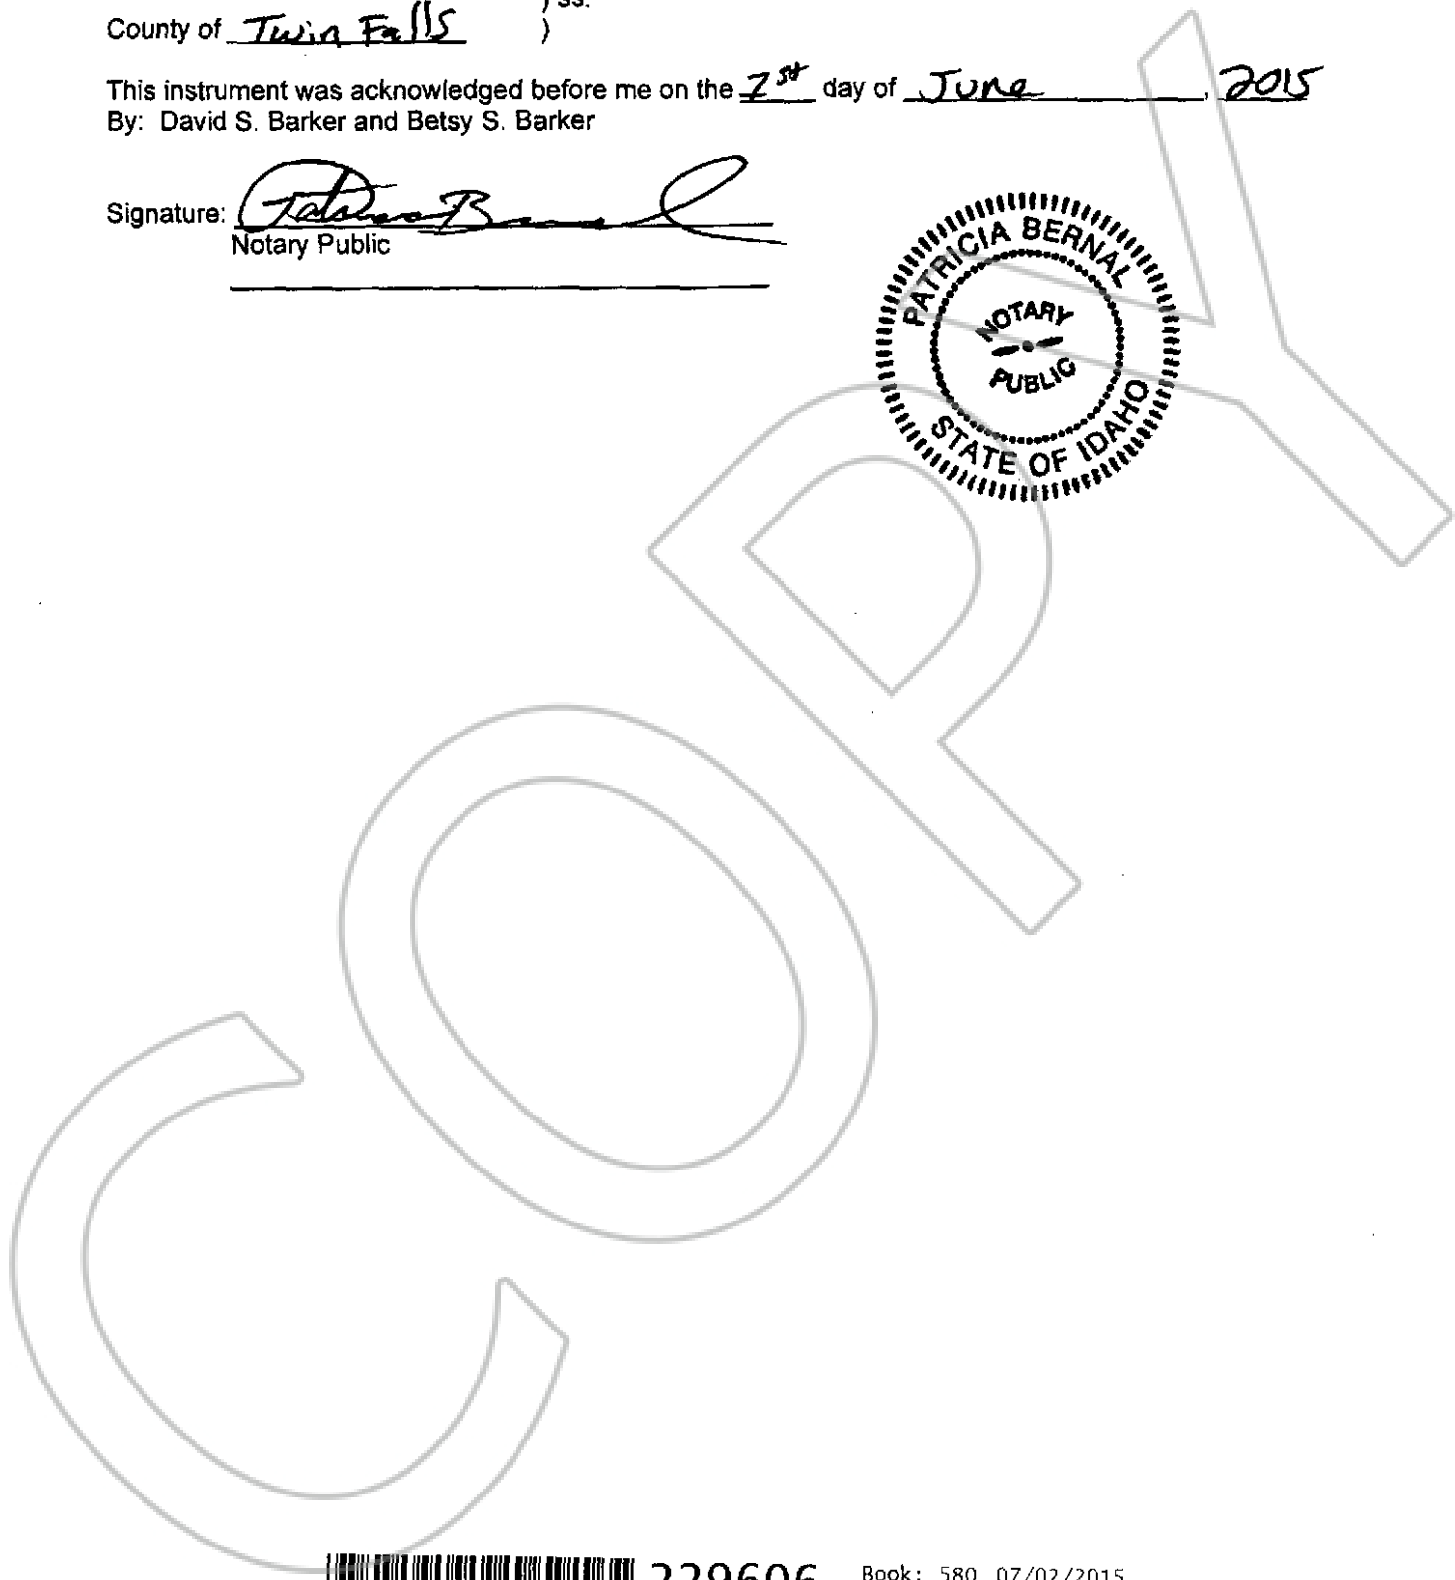 ) ss.
County of Twin Falls )
This instrument was acknowledged before me on the 1st day of June, 2015
By: David S. Barker and Betsy S. Barker
Signature:
Notary Public
PATRICIA BERNAL
NOTARY
PUBLIC
STATE OF IDAHO
COPY
229606 Book: 580 07/02/2015